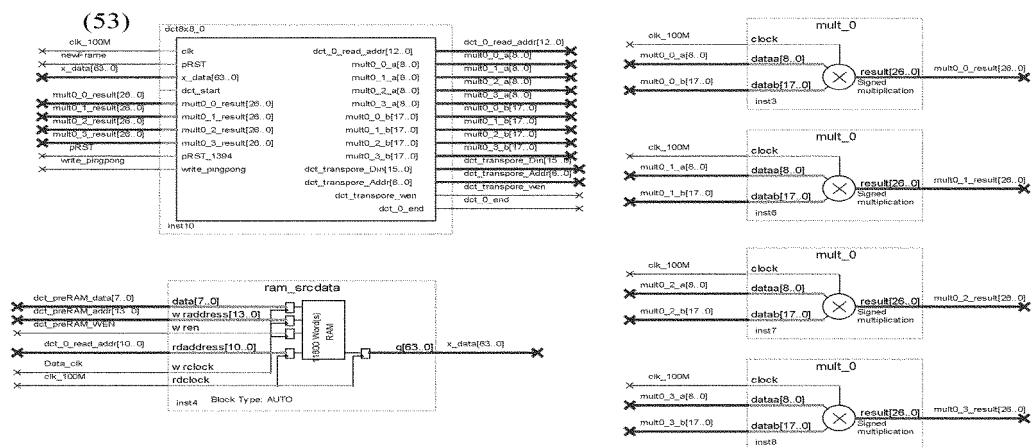 (53)
dct8x8_0
clk_100M
clk
newFrame
pRST
x_data[63..0]
x_data[63..0]
dct_start
mult0_0_result[26..0]
mult0_0_result[26..0]
mult0_1_result[26..0]
mult0_1_result[26..0]
mult0_2_result[26..0]
mult0_2_result[26..0]
mult0_3_result[26..0]
mult0_3_result[26..0]
pRST
pRST_1394
write_pingpong
write_pingpong
dct_0_read_addr[12..0]
mult0_0_a[8..0]
mult0_1_a[8..0]
mult0_2_a[8..0]
mult0_3_a[8..0]
mult0_0_b[17..0]
mult0_1_b[17..0]
mult0_2_b[17..0]
mult0_3_b[17..0]
dct_transpore_Din[15..0]
dct_transpore_Addr[6..0]
dct_transpore_wen
dct_0_end
dct_0_read_addr[12..0]
mult0_0_a[8..0]
mult0_1_a[8..0]
mult0_2_a[8..0]
mult0_3_a[8..0]
mult0_0_b[17..0]
mult0_1_b[17..0]
mult0_2_b[17..0]
mult0_3_b[17..0]
dct_transpore_Din[15..0]
dct_transpore_Addr[6..0]
dct_transpore_wen
dct_0_end
inst10
ram_srcdata
dct_preRAM_data[7..0]
data[7..0]
dct_preRAM_addr[13..0]
wraddress[13..0]
dct_preRAM_WEN
wren
dct_0_read_addr[10..0]
rdaddress[10..0]
Data_clk
wrclock
clk_100M
rdclock
11600 Word(s)
RAM
q[63..0]
x_data[63..0]
inst4
Block Type: AUTO
mult_0
clk_100M
clock
mult0_0_a[8..0]
dataa[8..0]
mult0_0_b[17..0]
datab[17..0]
result[26..0]
mult0_0_result[26..0]
Signed
multiplication
inst3
mult_0
clk_100M
clock
mult0_1_a[8..0]
dataa[8..0]
mult0_1_b[17..0]
datab[17..0]
result[26..0]
mult0_1_result[26..0]
Signed
multiplication
inst6
mult_0
clk_100M
clock
mult0_2_a[8..0]
dataa[8..0]
mult0_2_b[17..0]
datab[17..0]
result[26..0]
mult0_2_result[26..0]
Signed
multiplication
inst7
mult_0
clk_100M
clock
mult0_3_a[8..0]
dataa[8..0]
mult0_3_b[17..0]
datab[17..0]
result[26..0]
mult0_3_result[26..0]
Signed
multiplication
inst8